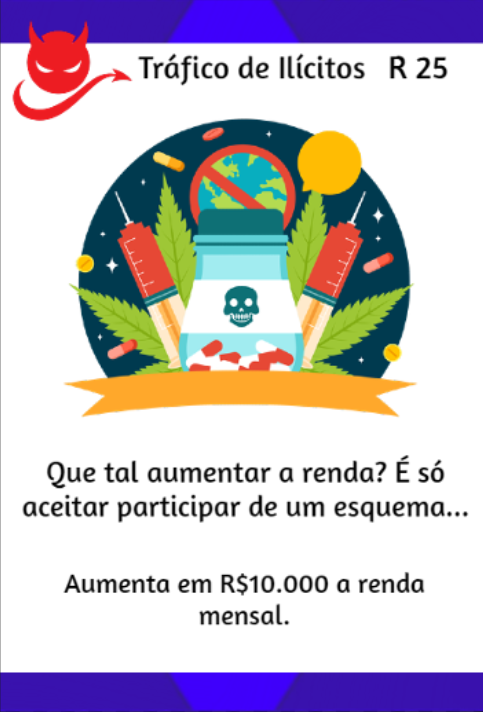 Tráfico de Ilícitos R 25
Que tal aumentar a renda? É só
aceitar participar de um esquema...
Aumenta em R$10.000 a renda
mensal.